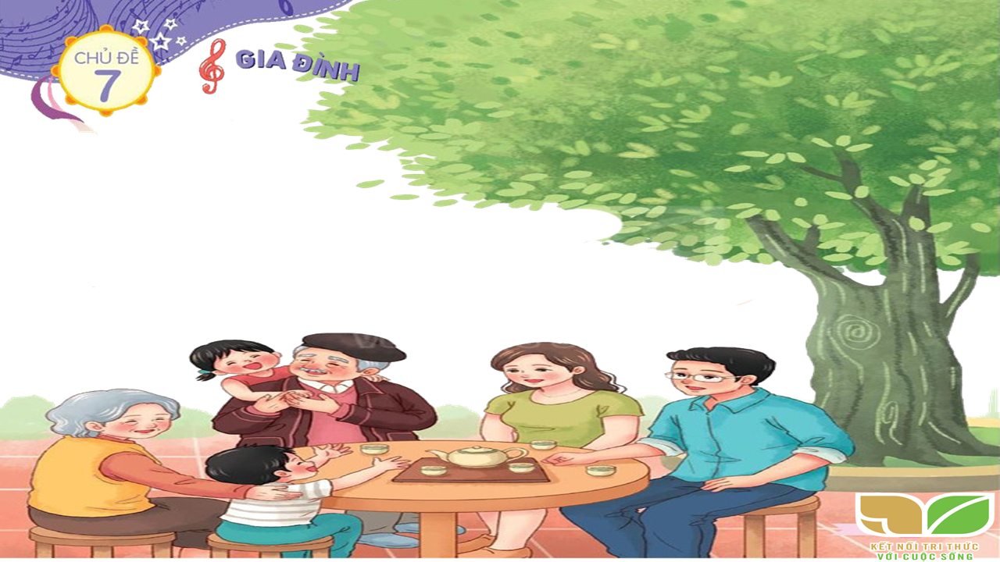 CHỦ ĐỀ
7
GIA ĐÌNH
KẾT NỐI TRI THỨC
VỚI CUỘC SỐNG